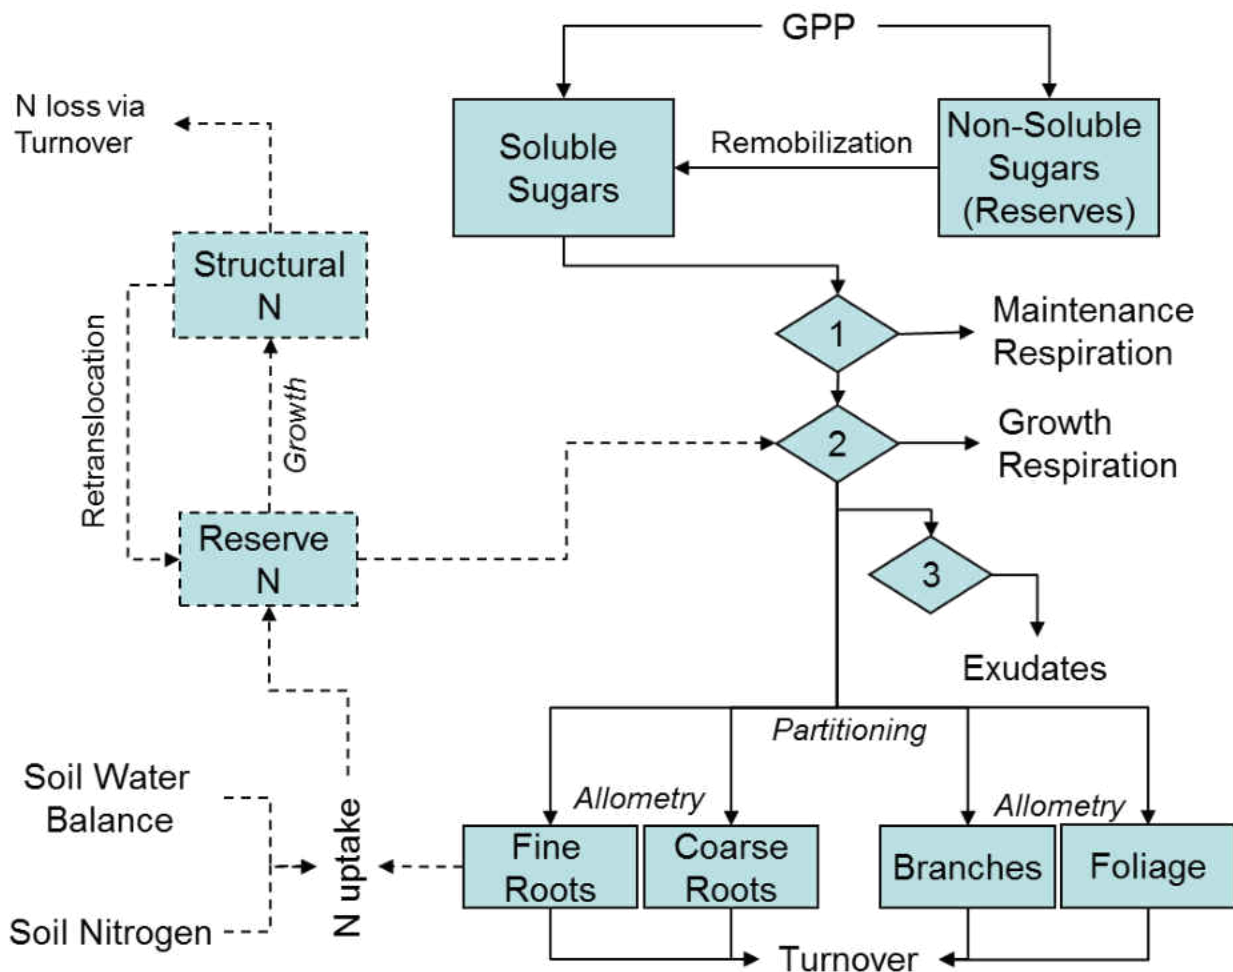 GPP
N loss via
Turnover
Soluble
Sugars
Remobilization
Non-Soluble
Sugars
(Reserves)
Structural
N
1
Maintenance
Respiration
Retranslocation
Growth
2
Growth
Respiration
Reserve
N
3
Exudates
Partitioning
Soil Water
Balance
Allometry
Allometry
N uptake
Fine
Roots
Coarse
Roots
Branches
Foliage
Soil Nitrogen
Turnover